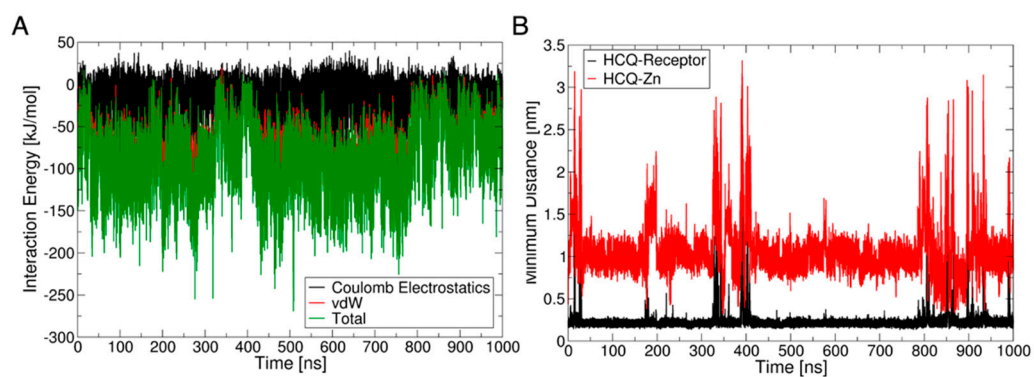 A
Interaction Energy [kJ/mol]
50
0
-50
-100
-150
-200
-250
-300
Coulomb Electrostatics
vdW
Total
0 100 200 300 400 500 600 700 800 900 1000
Time [ns]
B
Minimum Distance [nm]
3.5
3
2.5
2
1.5
1
0.5
0
HCQ-Receptor
HCQ-Zn
0 100 200 300 400 500 600 700 800 900 1000
Time [ns]